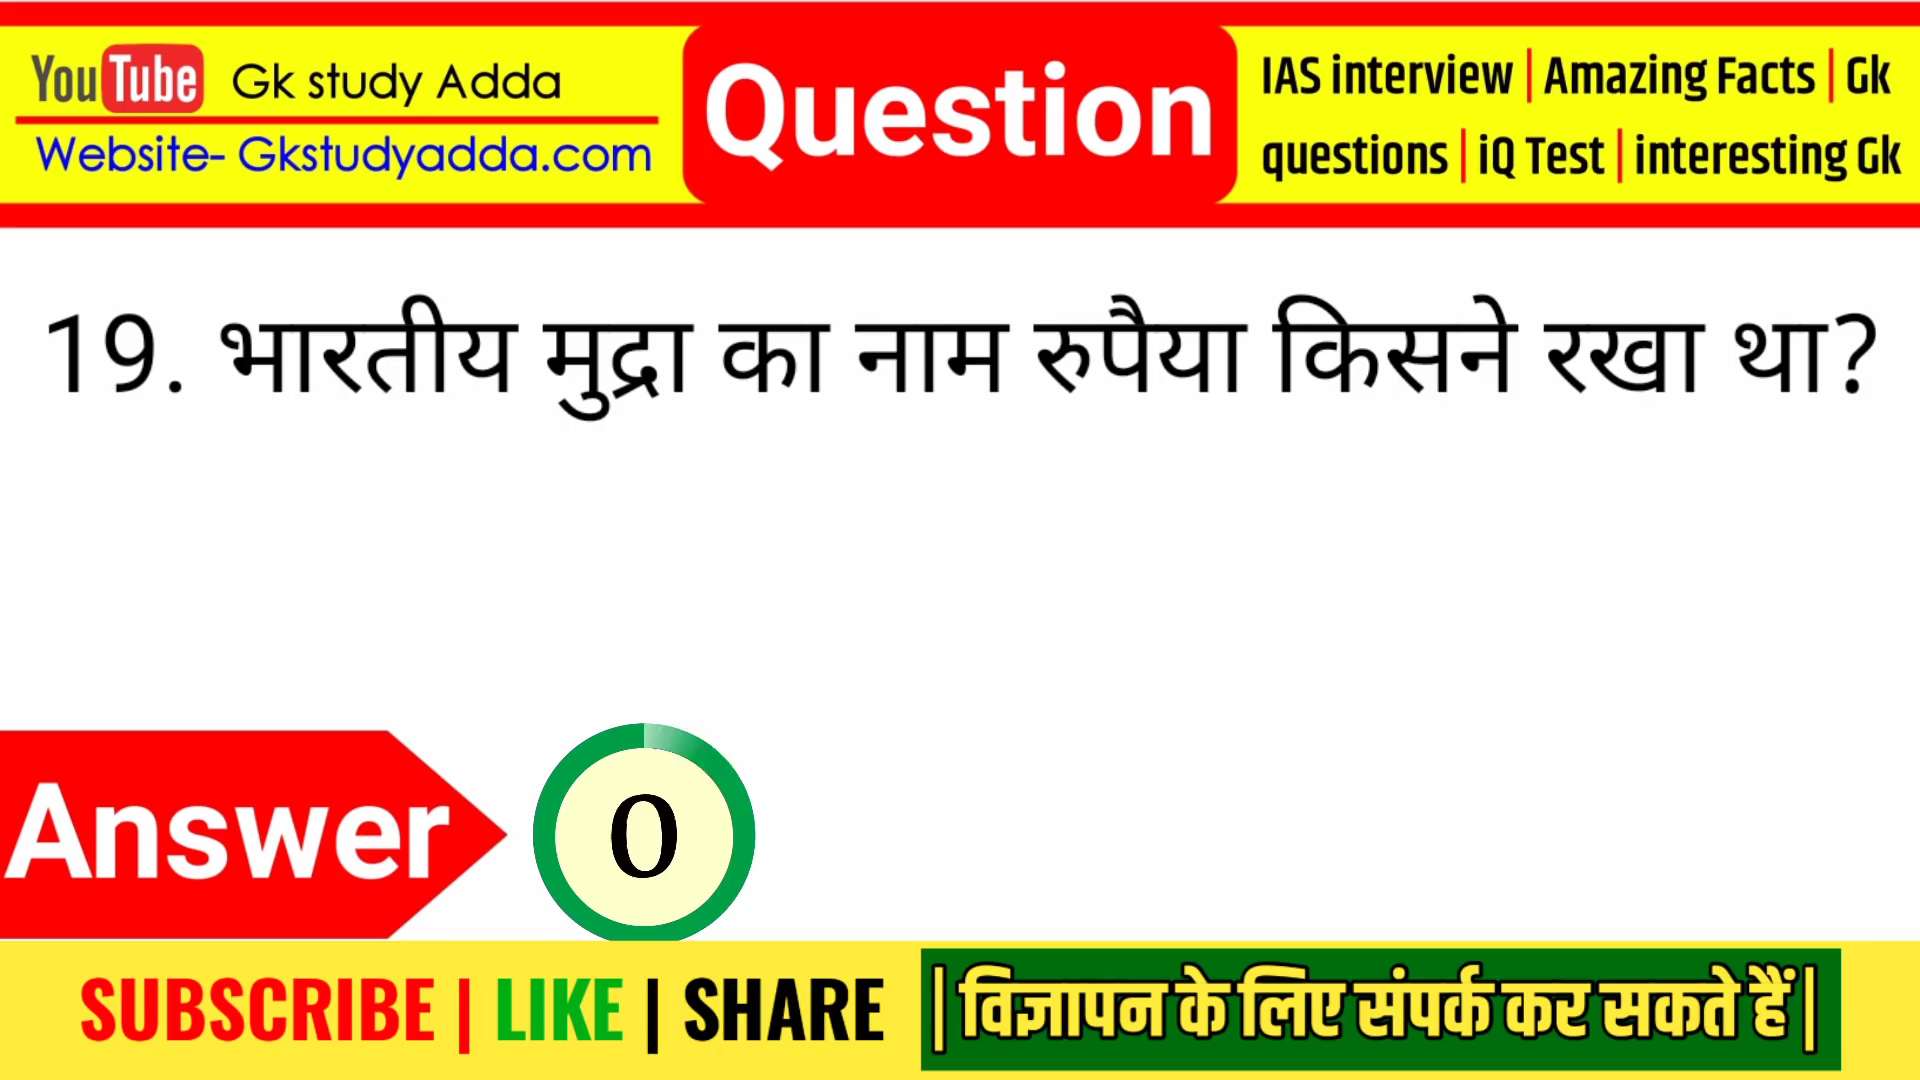 YouTube Gk study Adda
Website- Gkstudyadda.com
Question
IAS interview | Amazing Facts | Gk
questions | iQ Test | interesting Gk
19. भारतीय मुद्रा का नाम रुपैया किसने रखा था?
Answer
0
SUBSCRIBE | LIKE | SHARE
| विज्ञापन के लिए संपर्क कर सकते हैं |